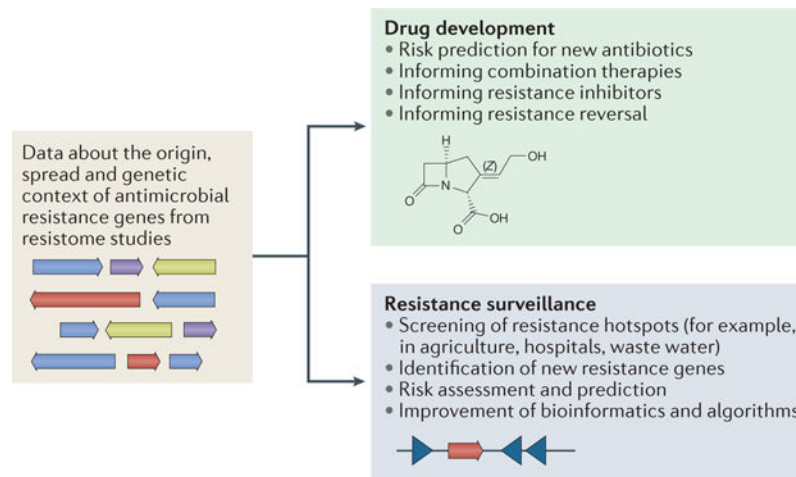 Data about the origin,
spread and genetic
context of antimicrobial
resistance genes from
resistome studies
Drug development
• Risk prediction for new antibiotics
• Informing combination therapies
• Informing resistance inhibitors
• Informing resistance reversal
H
(Z)
OH
N
O
OH
O
Resistance surveillance
• Screening of resistance hotspots (for example,
in agriculture, hospitals, waste water)
• Identification of new resistance genes
• Risk assessment and prediction
• Improvement of bioinformatics and algorithms